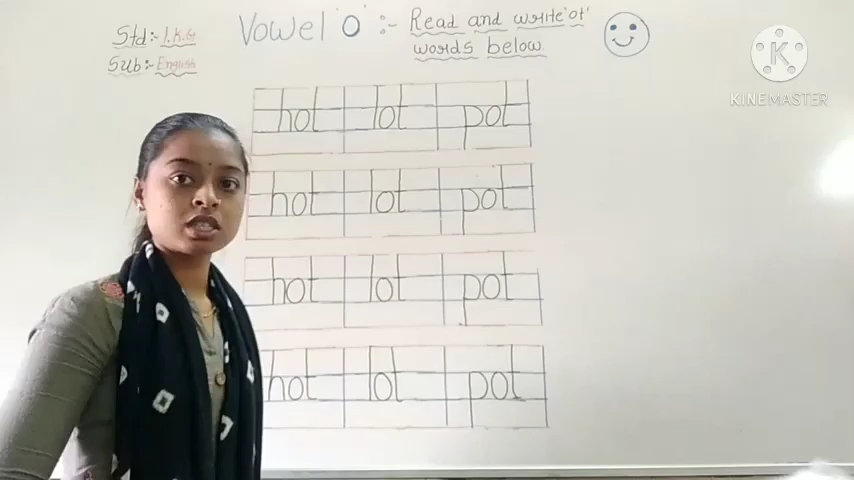 Std:- I.K.G
Sub:- English
Vowel 'O' :- Read and write 'ot'
words below
hot lot pot
hot lot pot
hot lot pot
hot lot pot
K
KINEMASTER